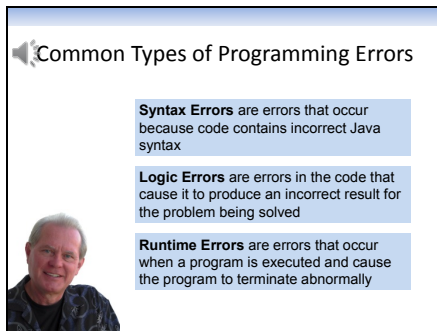 Common Types of Programming Errors
Syntax Errors are errors that occur
because code contains incorrect Java
syntax
Logic Errors are errors in the code that
cause it to produce an incorrect result for
the problem being solved
Runtime Errors are errors that occur
when a program is executed and cause
the program to terminate abnormally